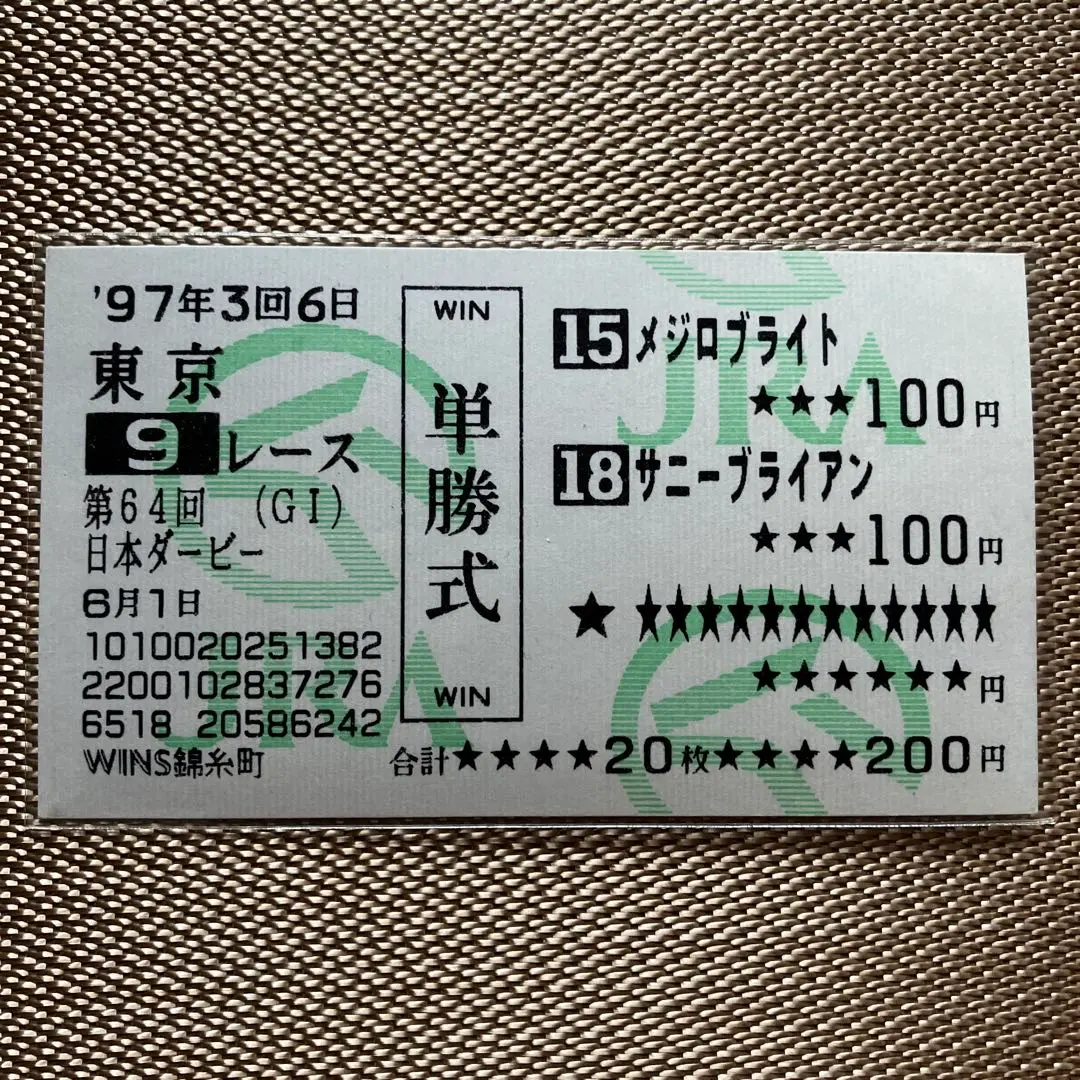 '97年3回6日
東京
9レース
第64回 (GI)
日本ダービー
6月1日
1010020251382
2200102837276
6518 20586242
WINS錦糸町
WIN
単勝式
WIN
15メジロブライト
★★★100円
18サニーブライアン
★★★100円
★ ★★★★★★★★★★★★
★★★★★★円
合計★★★★20枚★★★★200円
JRA
JRA